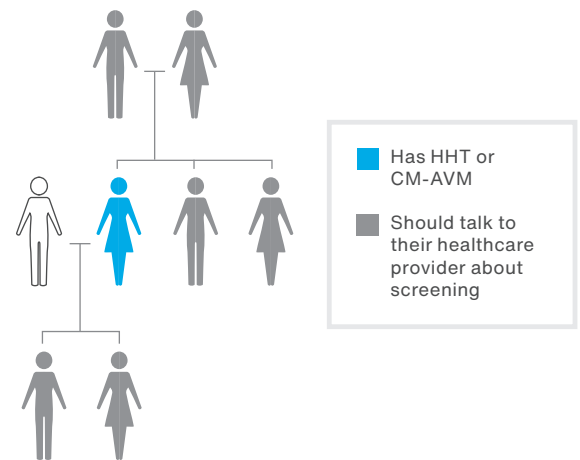 Has HHT or
CM-AVM
Should talk to
their healthcare
provider about
screening